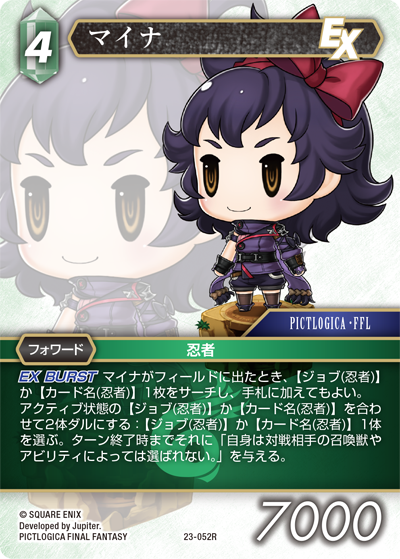 4
マイナ
EX
PICTLOGICA・FFL
フォワード
忍者
EX BURST マイナがフィールドに出たとき、【ジョブ(忍者)】
か【カード名(忍者)】1枚をサーチし、手札に加えてもよい。
アクティブ状態の【ジョブ(忍者)】か【カード名(忍者)】を合わ
せて2体ダルにする：【ジョブ(忍者)】か【カード名(忍者)】 1体
を選ぶ。ターン終了時までそれに「自身は対戦相手の召喚獣や
アビリティによっては選ばれない。」を与える。
© SQUARE ENIX
Developed by Jupiter.
PICTLOGICA FINAL FANTASY
23-052R
7000